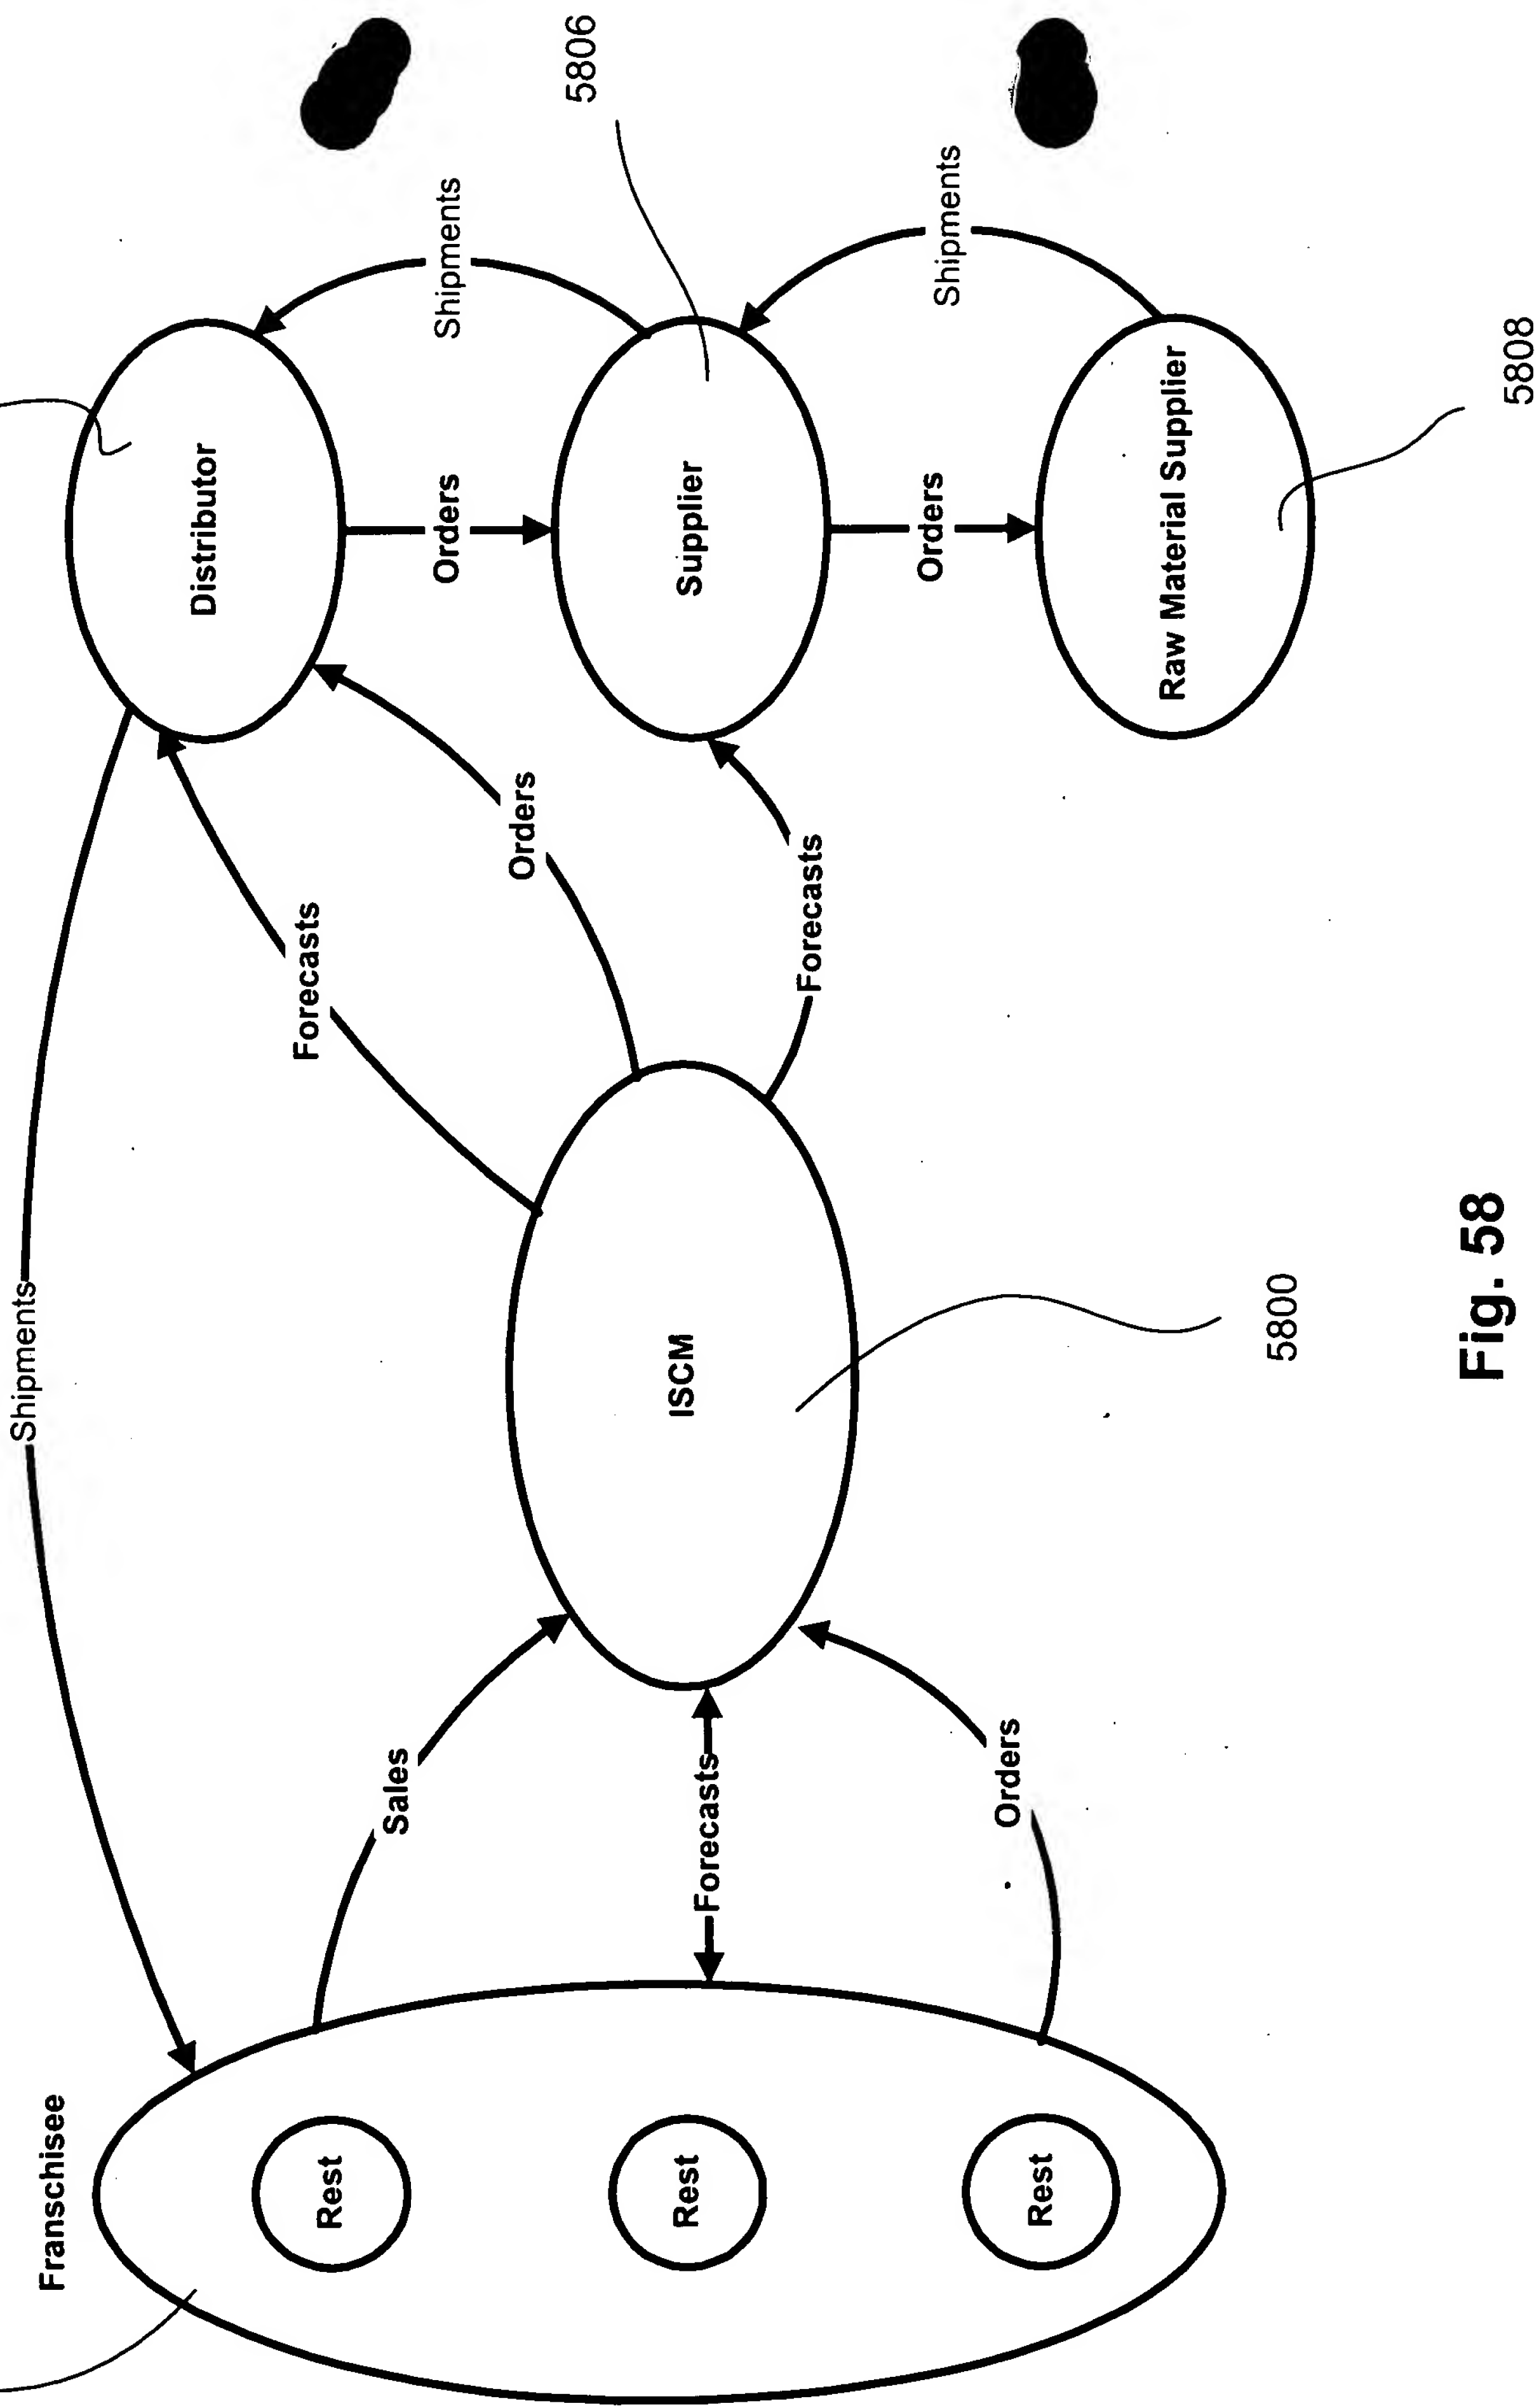 Shipments
Franschisee
Distributor
Forecasts
Sales
Orders
Shipments
Orders
5806
Rest
Rest
Rest
Forecasts
ISCM
Supplier
Forecasts
Orders
Orders
Shipments
Raw Material Supplier
5800
5808
Fig. 58